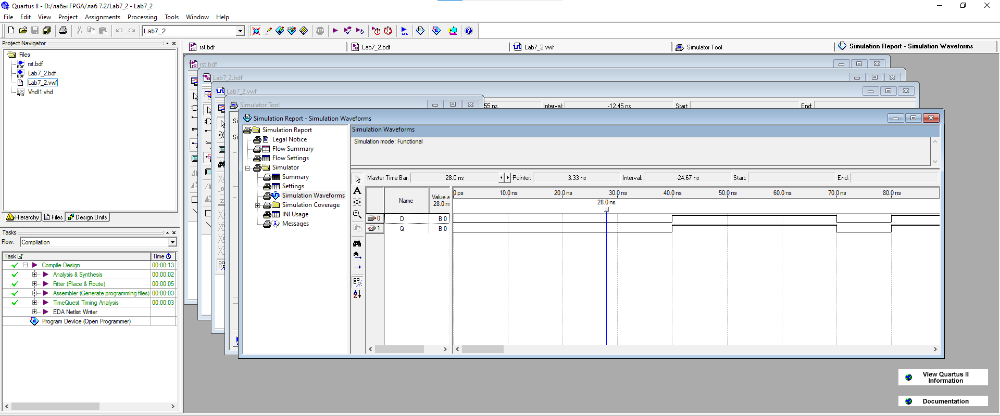 Quartus II - D:/лабы FPGA/лаб 7.2/Lab7_2 - Lab7_2
File Edit View Project Assignments Processing Tools Window Help
Lab7_2
STOP
Project Navigator
Files
BDF rst.bdf
BDF Lab7_2.bdf
Lab7_2.vwf
abc VHD Vhdl1.vhd
Hierarchy Files Design Units
Tasks
Flow: Compilation
Task Time
Compile Design 00:00:13
Analysis & Synthesis 00:00:02
Fitter (Place & Route) 00:00:05
Assembler (Generate programming files) 00:00:03
TimeQuest Timing Analysis 00:00:03
EDA Netlist Writer
Program Device (Open Programmer)
rst.bdf Lab7_2.bdf Lab7_2.vwf Simulator Tool Simulation Report - Simulation Waveforms
rst.bdf
Lab7_2.bdf
Lab7_2.vwf
Simulator Tool
55 ns Interval: -12.45 ns Start: End:
Si
Si
Simulation Report - Simulation Waveforms
Simulation Report
Legal Notice
Flow Summary
Flow Settings
Simulator
Summary
Settings
Simulation Waveforms
Simulation Coverage
INI Usage
Messages
Simulation Waveforms
Simulation mode: Functional
Master Time Bar: 28.0 ns Pointer: 3.33 ns Interval: -24.67 ns Start: End:
Name Value a 28.0 n
0 ps 10.0 ns 20.0 ns 30.0 ns 40.0 ns 50.0 ns 60.0 ns 70.0 ns 80.0 ns
28.0 ns
0 D B 0
1 Q B 0
View Quartus II
Information
Documentation